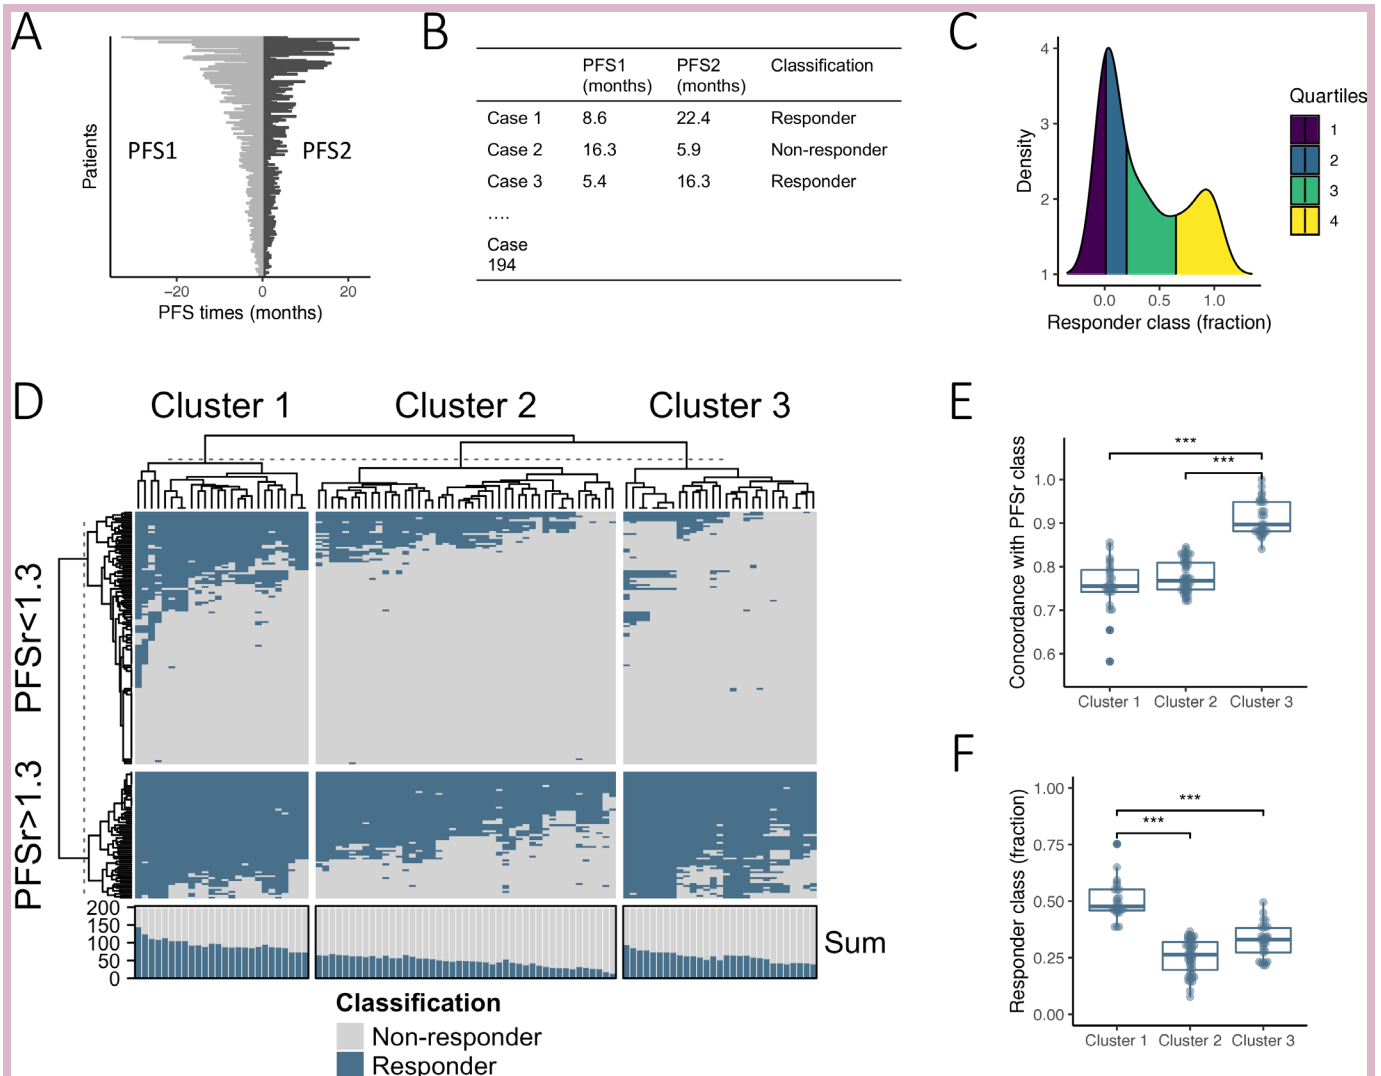 A
Patients
PFS1
PFS2
−20
0
20
PFS times (months)
B
PFS1 (months)
PFS2 (months)
Classification
Case 1
8.6
22.4
Responder
Case 2
16.3
5.9
Non-responder
Case 3
5.4
16.3
Responder
....
Case
194
C
4
3
2
1
Density
0.0
0.5
1.0
Responder class (fraction)
Quartiles
1
2
3
4
D
Cluster 1
Cluster 2
Cluster 3
PFSr<1.3
PFSr>1.3
200
150
100
50
0
Sum
Classification
Non-responder
Responder
E
Concordance with PFSr class
1.0
0.9
0.8
0.7
0.6
***
***
Cluster 1
Cluster 2
Cluster 3
F
Responder class (fraction)
1.00
0.75
0.50
0.25
0.00
***
***
Cluster 1
Cluster 2
Cluster 3